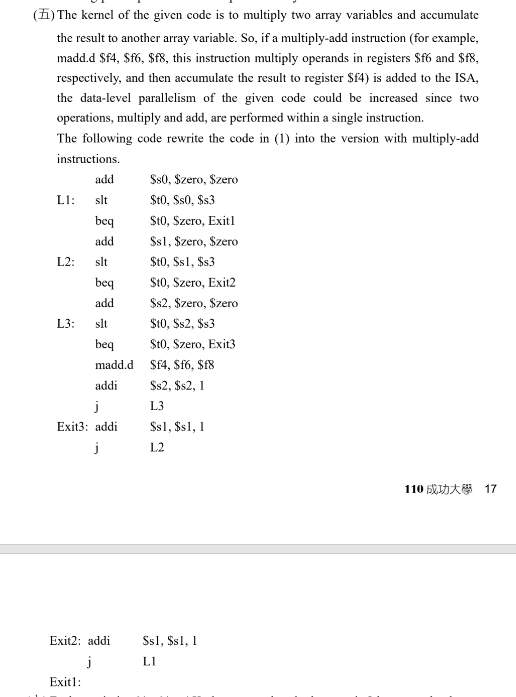 (五) The kernel of the given code is to multiply two array variables and accumulate
the result to another array variable. So, if a multiply-add instruction (for example,
madd.d $f4, $f6, $f8, this instruction multiply operands in registers $f6 and $f8,
respectively, and then accumulate the result to register $f4) is added to the ISA,
the data-level parallelism of the given code could be increased since two
operations, multiply and add, are performed within a single instruction.
The following code rewrite the code in (1) into the version with multiply-add
instructions.
add $s0, $zero, $zero
L1: slt $t0, $s0, $s3
beq $t0, $zero, Exit1
add $s1, $zero, $zero
L2: slt $t0, $s1, $s3
beq $t0, $zero, Exit2
add $s2, $zero, $zero
L3: slt $t0, $s2, $s3
beq $t0, $zero, Exit3
madd.d $f4, $f6, $f8
addi $s2, $s2, 1
j L3
Exit3: addi $s1, $s1, 1
j L2
110 成功大學 17
Exit2: addi $s1, $s1, 1
j L1
Exit1: